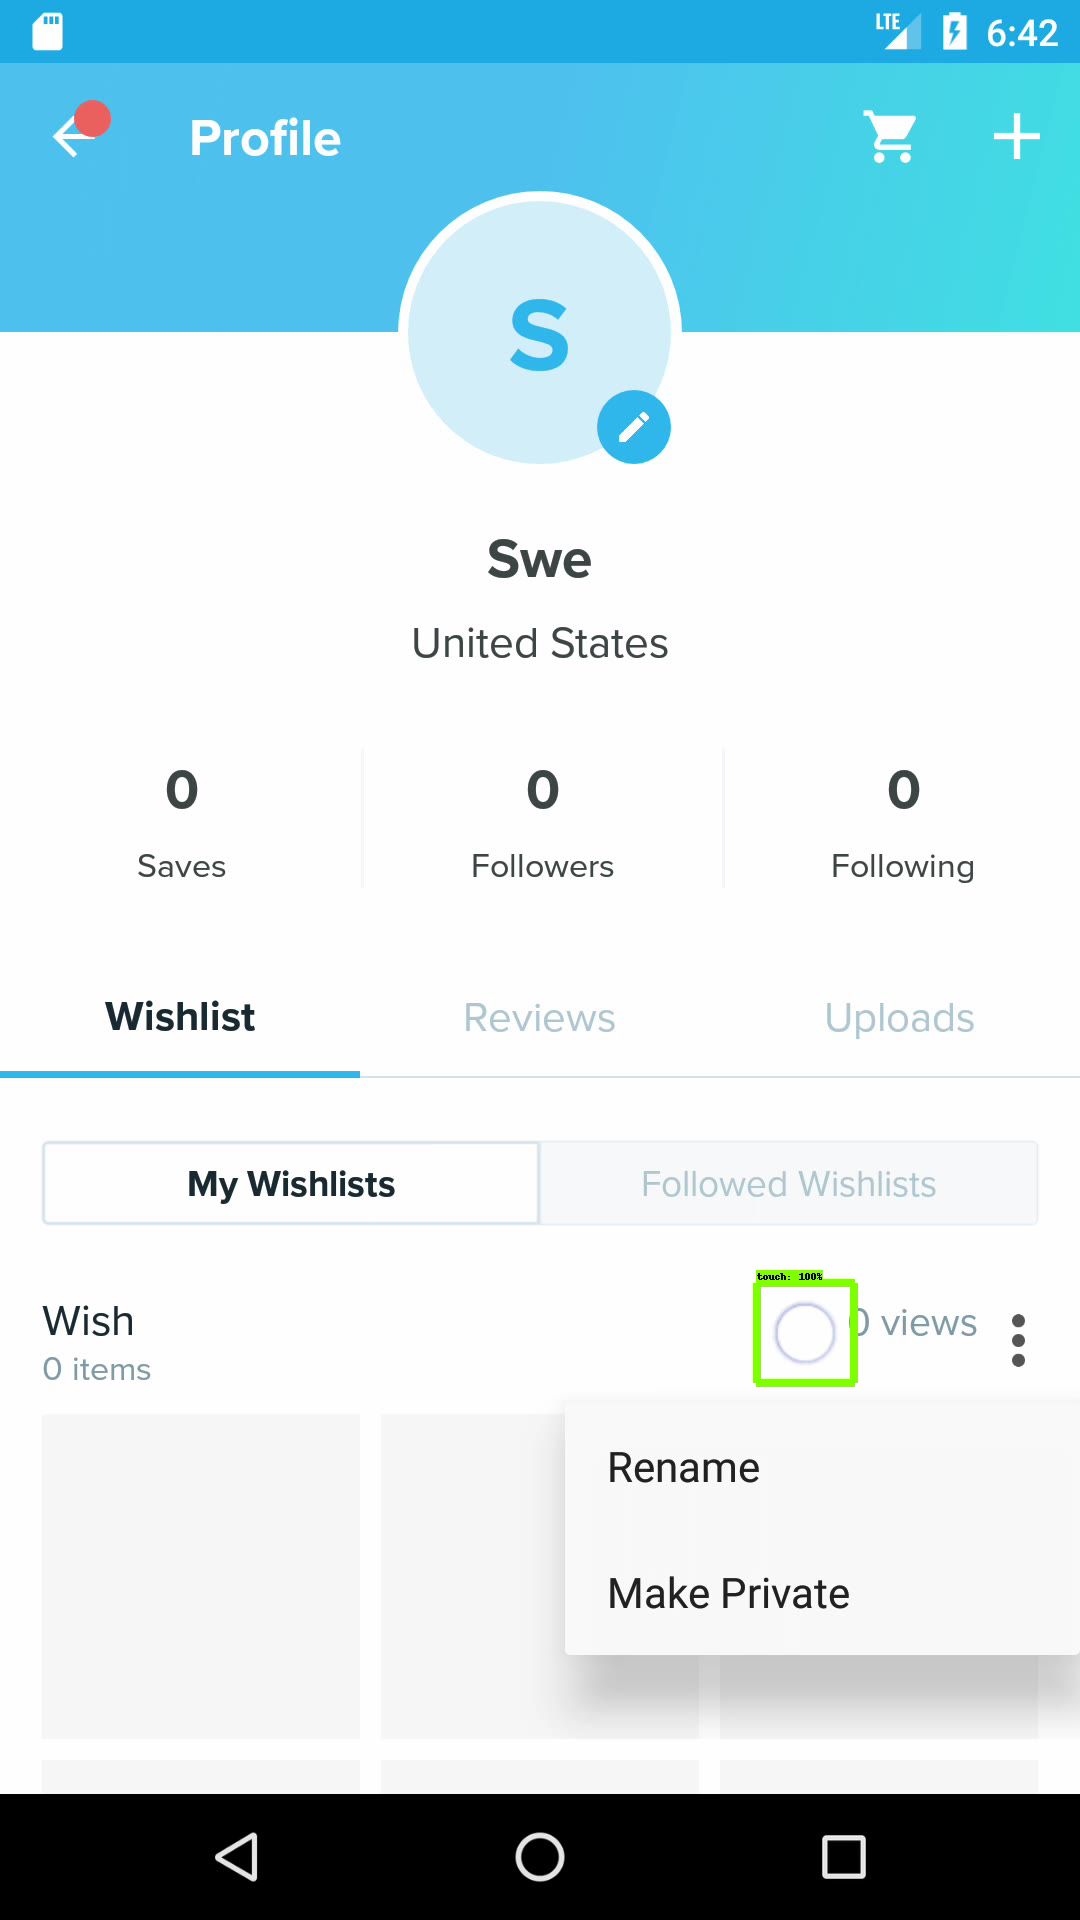 LTE 6:42
Profile
S
Swe
United States
0 0 0
Saves Followers Following
Wishlist Reviews Uploads
My Wishlists Followed Wishlists
touch: 100%
Wish 0 views
0 items
Rename
Make Private